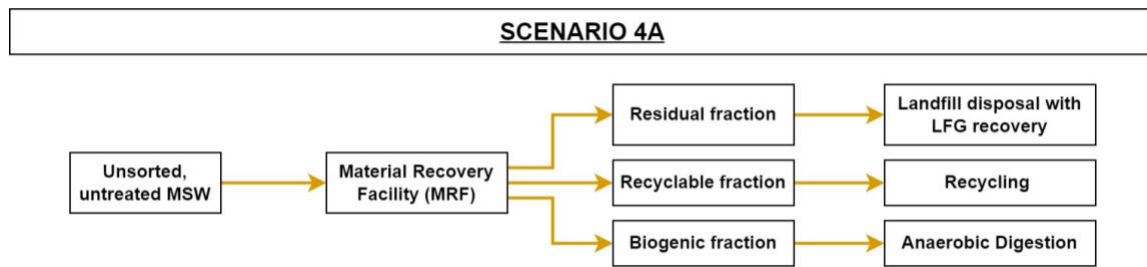 SCENARIO 4A
Residual fraction
Landfill disposal with
LFG recovery
Unsorted,
untreated MSW
Material Recovery
Facility (MRF)
Recyclable fraction
Recycling
Biogenic fraction
Anaerobic Digestion